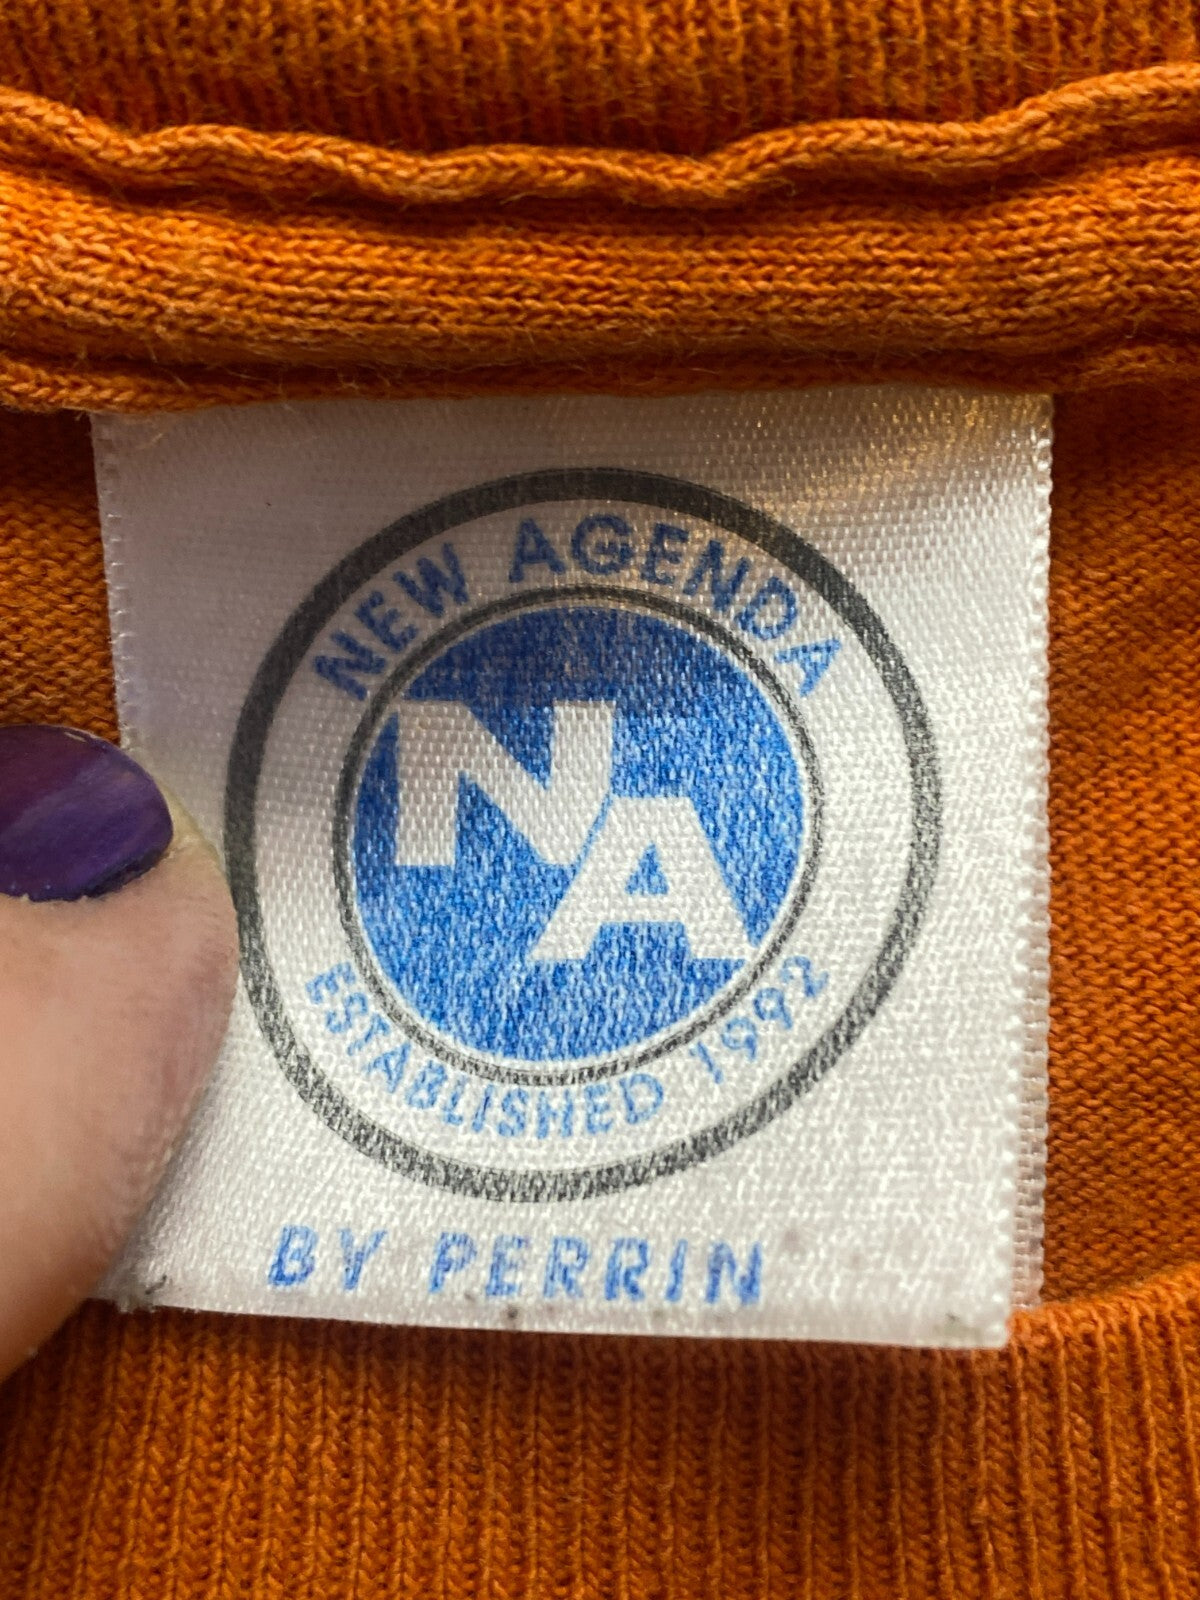 NEW AGENDA
NA
ESTABLISHED 1992
BY PERRIN